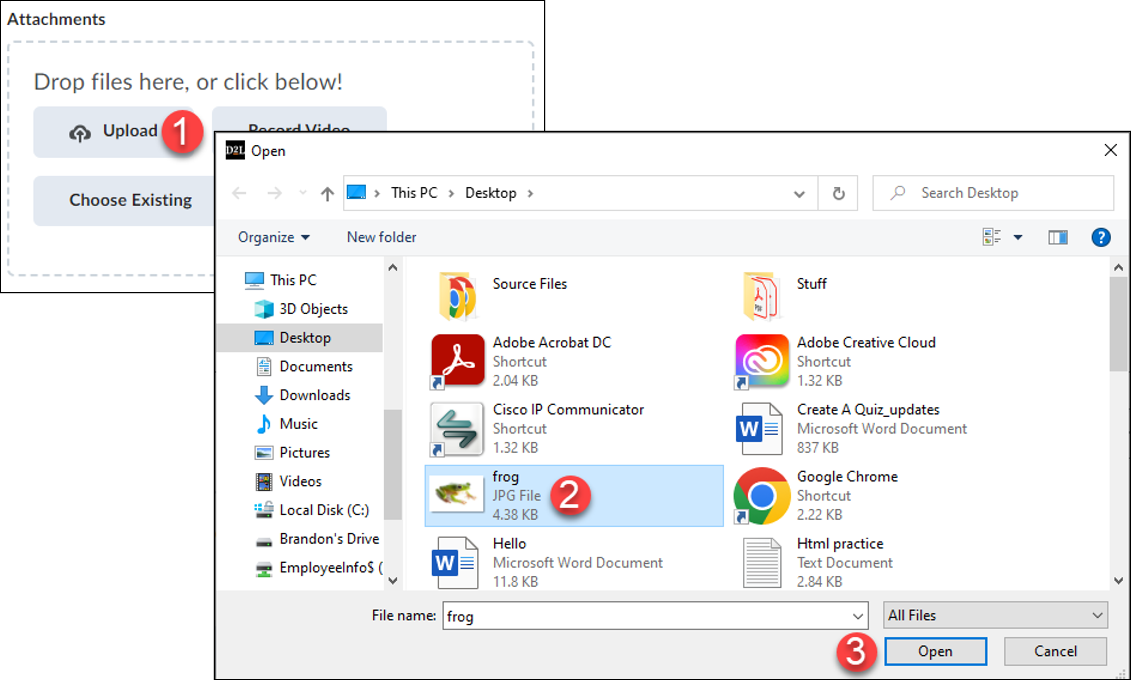 Attachments
Drop files here, or click below!
Upload
1
Record Video
Choose Existing
D2L Open
This PC
Desktop
Search Desktop
Organize
New folder
?
This PC
3D Objects
Desktop
Documents
Downloads
Music
Pictures
Videos
Local Disk (C:)
Brandon's Drive
EmployeeInfo$ (
Source Files
Stuff
Adobe Acrobat DC
Shortcut
2.04 KB
Adobe Creative Cloud
Shortcut
1.32 KB
Cisco IP Communicator
Shortcut
1.32 KB
W
Create A Quiz_updates
Microsoft Word Document
837 KB
frog
JPG File
4.38 KB
2
Google Chrome
Shortcut
2.22 KB
W
Hello
Microsoft Word Document
11.8 KB
Html practice
Text Document
2.84 KB
File name:
frog
All Files
3
Open
Cancel